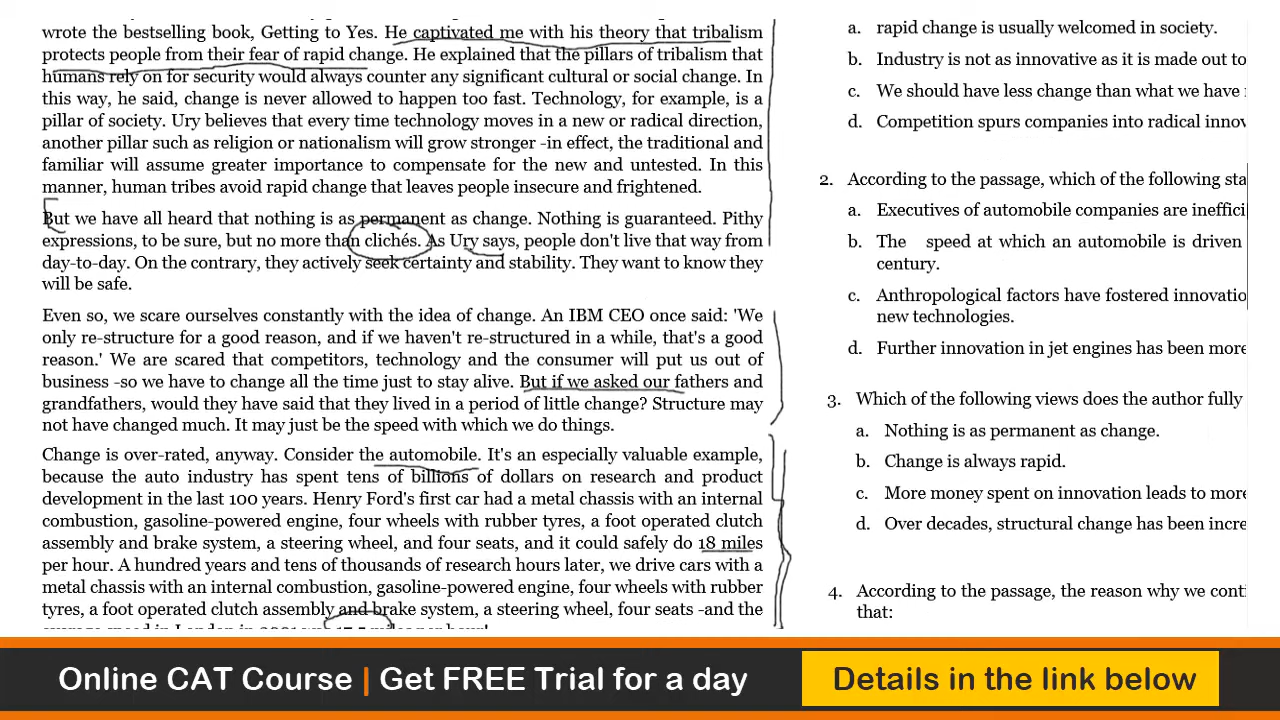 wrote the bestselling book, Getting to Yes. He captivated me with his theory that tribalism
protects people from their fear of rapid change. He explained that the pillars of tribalism that
humans rely on for security would always counter any significant cultural or social change. In
this way, he said, change is never allowed to happen too fast. Technology, for example, is a
pillar of society. Ury believes that every time technology moves in a new or radical direction,
another pillar such as religion or nationalism will grow stronger -in effect, the traditional and
familiar will assume greater importance to compensate for the new and untested. In this
manner, human tribes avoid rapid change that leaves people insecure and frightened.
But we have all heard that nothing is as permanent as change. Nothing is guaranteed. Pithy
expressions, to be sure, but no more than clichés. As Ury says, people don't live that way from
day-to-day. On the contrary, they actively seek certainty and stability. They want to know they
will be safe.
Even so, we scare ourselves constantly with the idea of change. An IBM CEO once said: 'We
only re-structure for a good reason, and if we haven't re-structured in a while, that's a good
reason.' We are scared that competitors, technology and the consumer will put us out of
business -so we have to change all the time just to stay alive. But if we asked our fathers and
grandfathers, would they have said that they lived in a period of little change? Structure may
not have changed much. It may just be the speed with which we do things.
Change is over-rated, anyway. Consider the automobile. It's an especially valuable example,
because the auto industry has spent tens of billions of dollars on research and product
development in the last 100 years. Henry Ford's first car had a metal chassis with an internal
combustion, gasoline-powered engine, four wheels with rubber tyres, a foot operated clutch
assembly and brake system, a steering wheel, and four seats, and it could safely do 18 miles
per hour. A hundred years and tens of thousands of research hours later, we drive cars with a
metal chassis with an internal combustion, gasoline-powered engine, four wheels with rubber
tyres, a foot operated clutch assembly and brake system, a steering wheel, four seats -and the
a. rapid change is usually welcomed in society.
b. Industry is not as innovative as it is made out to
c. We should have less change than what we have
d. Competition spurs companies into radical
2. According to the passage, which of the following
a. Executives of automobile companies are
b. The speed at which an automobile is driven
century.
c. Anthropological factors have fostered
new technologies.
d. Further innovation in jet engines has been more
3. Which of the following views does the author fully
a. Nothing is as permanent as change.
b. Change is always rapid.
c. More money spent on innovation leads to more
d. Over decades, structural change has been
4. According to the passage, the reason why we
that:
Online CAT Course | Get FREE Trial for a day
Details in the link below